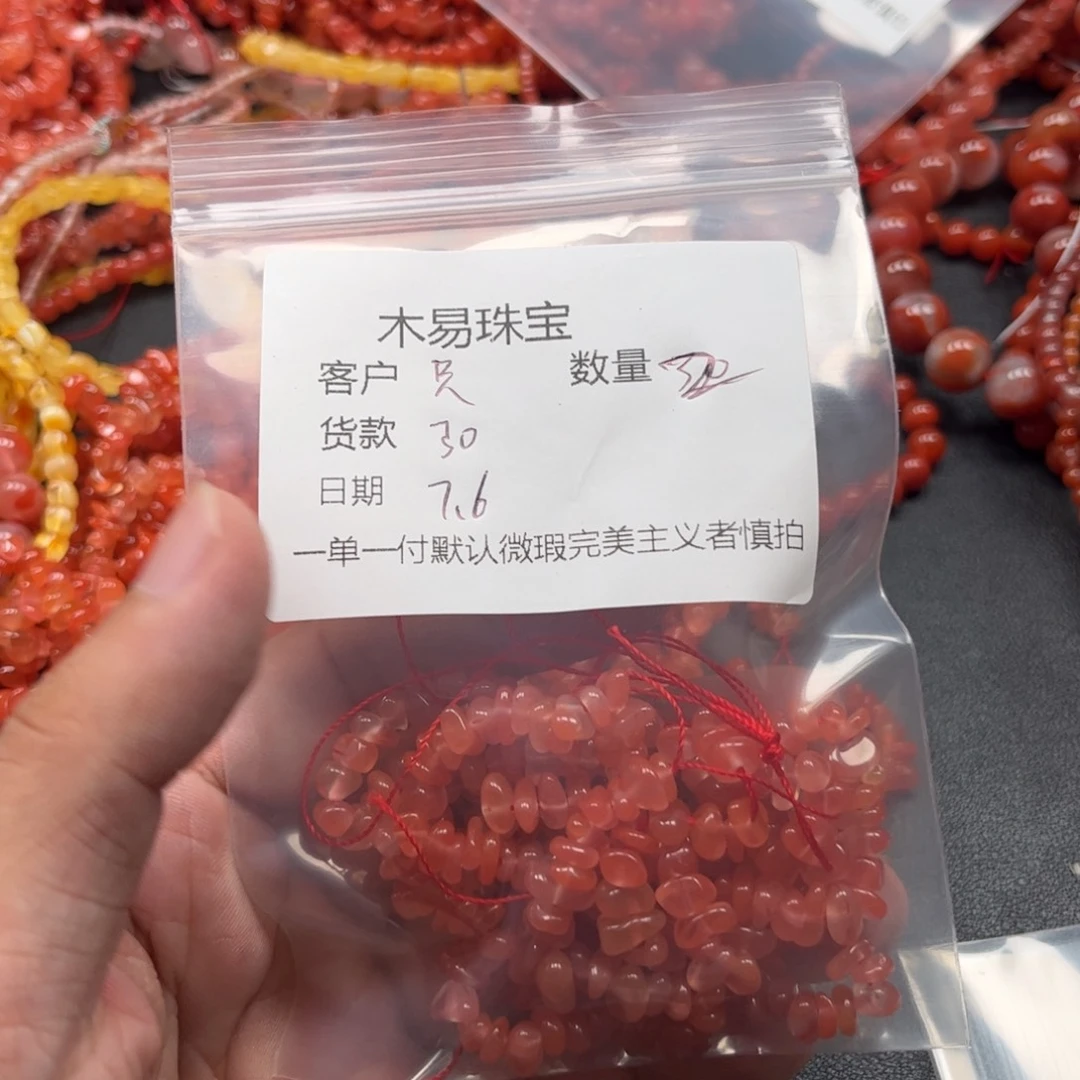 木易珠宝
客户 只 数量
货款 30
日期 7.6
一单一付默认微瑕完美主义者慎拍